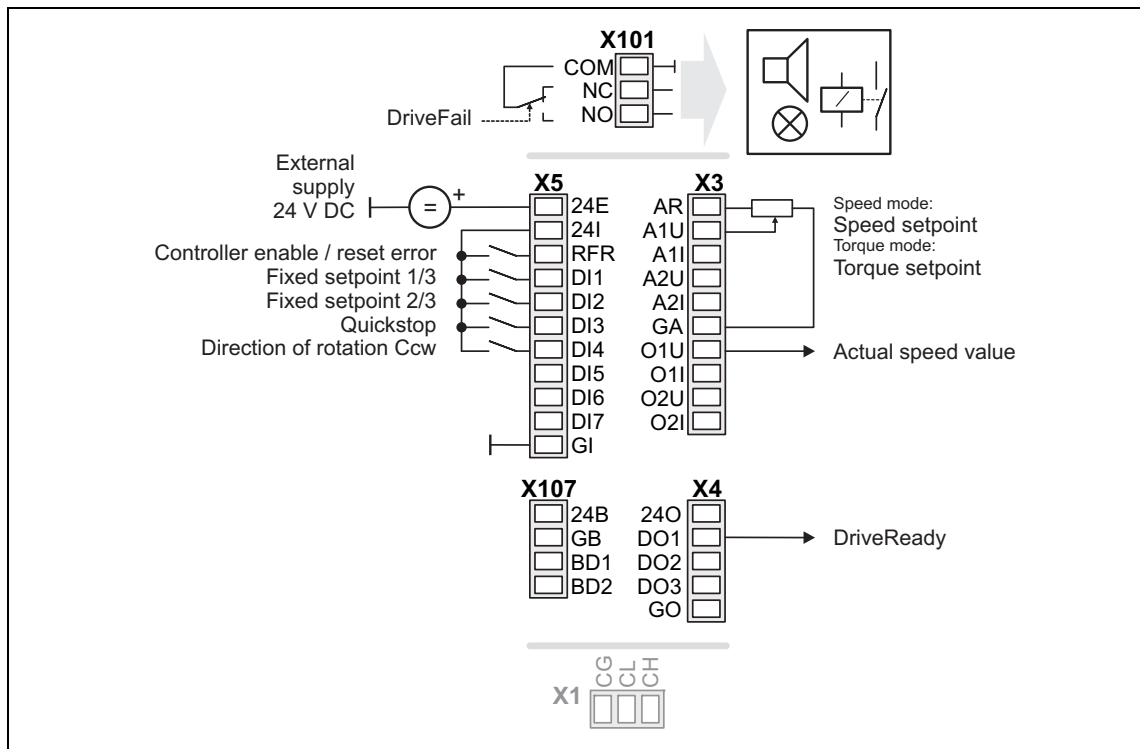 X101
COM
NC
NO
DriveFail
External
supply
24 V DC
=
+
X5
24E
24I
RFR
DI1
DI2
DI3
DI4
DI5
DI6
DI7
GI
Controller enable / reset error
Fixed setpoint 1/3
Fixed setpoint 2/3
Quickstop
Direction of rotation Ccw
X3
AR
A1U
A1I
A2U
A2I
GA
O1U
O1I
O2U
O2I
Speed mode:
Speed setpoint
Torque mode:
Torque setpoint
Actual speed value
X107
24B
GB
BD1
BD2
X4
24O
DO1
DO2
DO3
GO
DriveReady
X1
CG
CL
CH